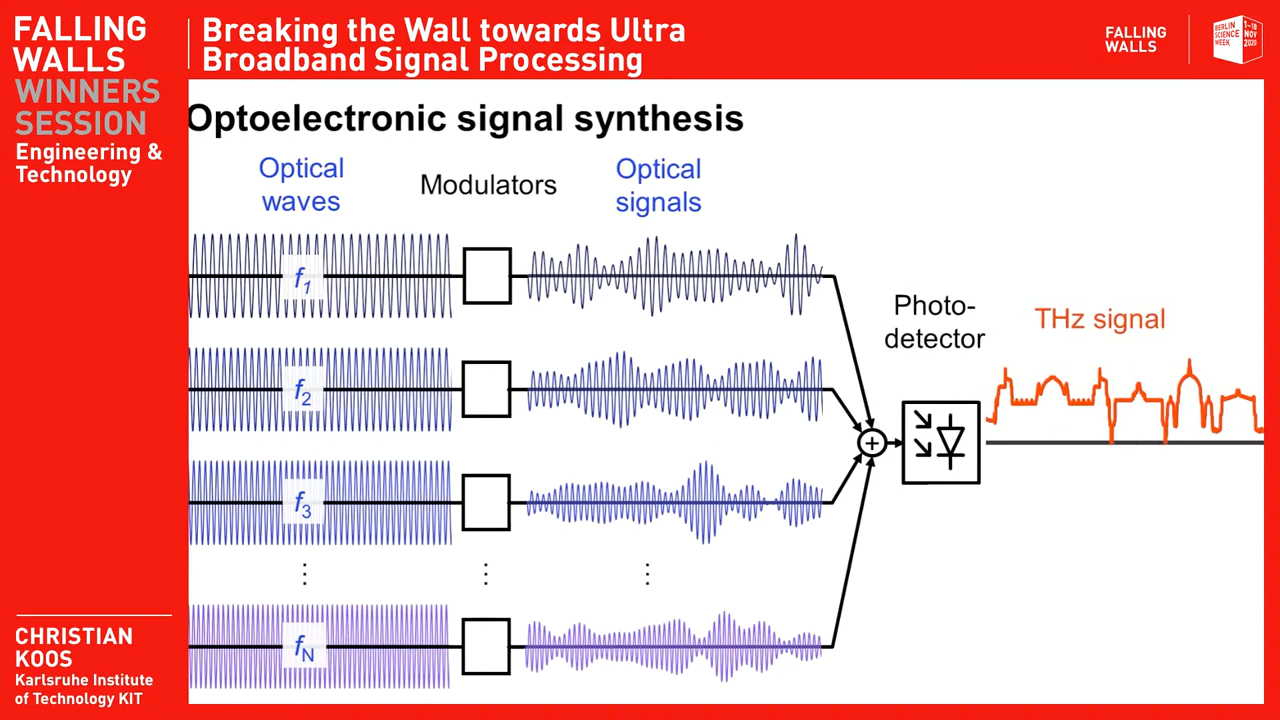 FALLING
WALLS
WINNERS
SESSION
Engineering &
Technology
Breaking the Wall towards Ultra
Broadband Signal Processing
FALLING
WALLS
BERLIN
SCIENCE
WEEK
1–10
NOV
2020
Optoelectronic signal synthesis
Optical
waves
Modulators
Optical
signals
f1
f2
f3
fN
Photo-
detector
THz signal
CHRISTIAN
KOOS
Karlsruhe Institute
of Technology KIT